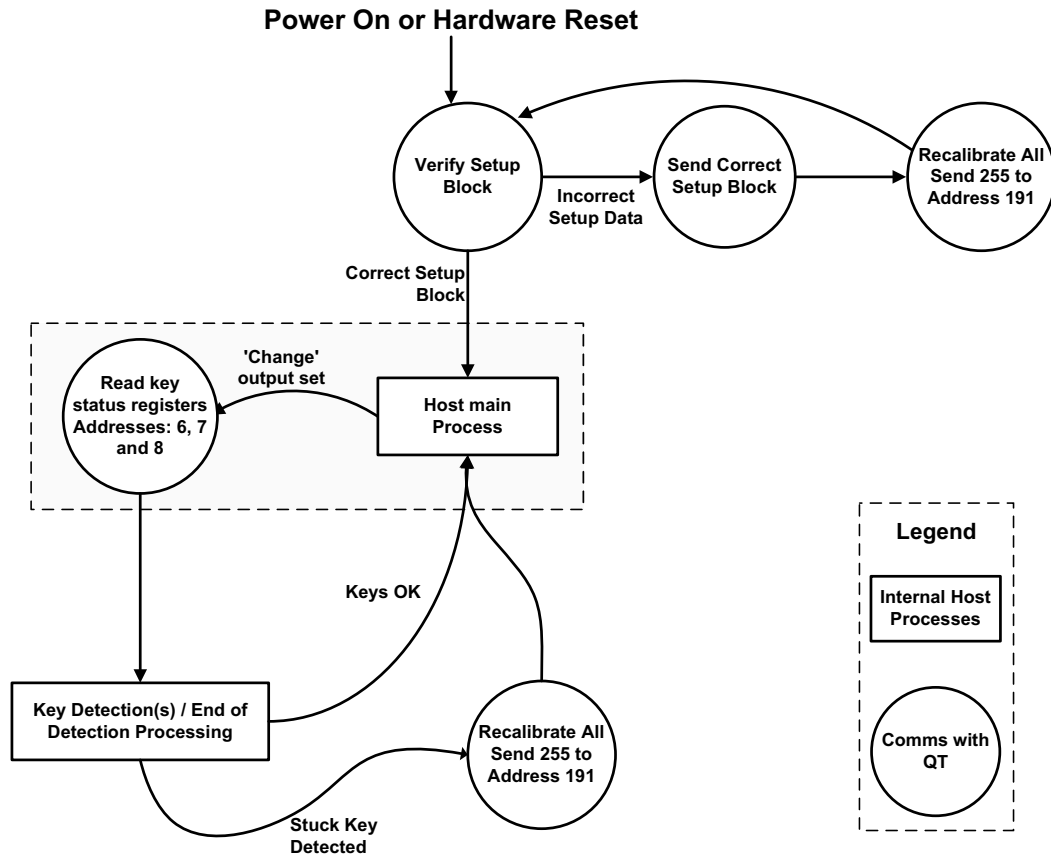 Power On or Hardware Reset
Verify Setup
Block
Incorrect
Setup Data
Send Correct
Setup Block
Recalibrate All
Send 255 to
Address 191
Correct Setup
Block
'Change'
output set
Read key
status registers
Addresses: 6, 7
and 8
Host main
Process
Keys OK
Key Detection(s) / End of
Detection Processing
Stuck Key
Detected
Recalibrate All
Send 255 to
Address 191
Legend
Internal Host
Processes
Comms with
QT